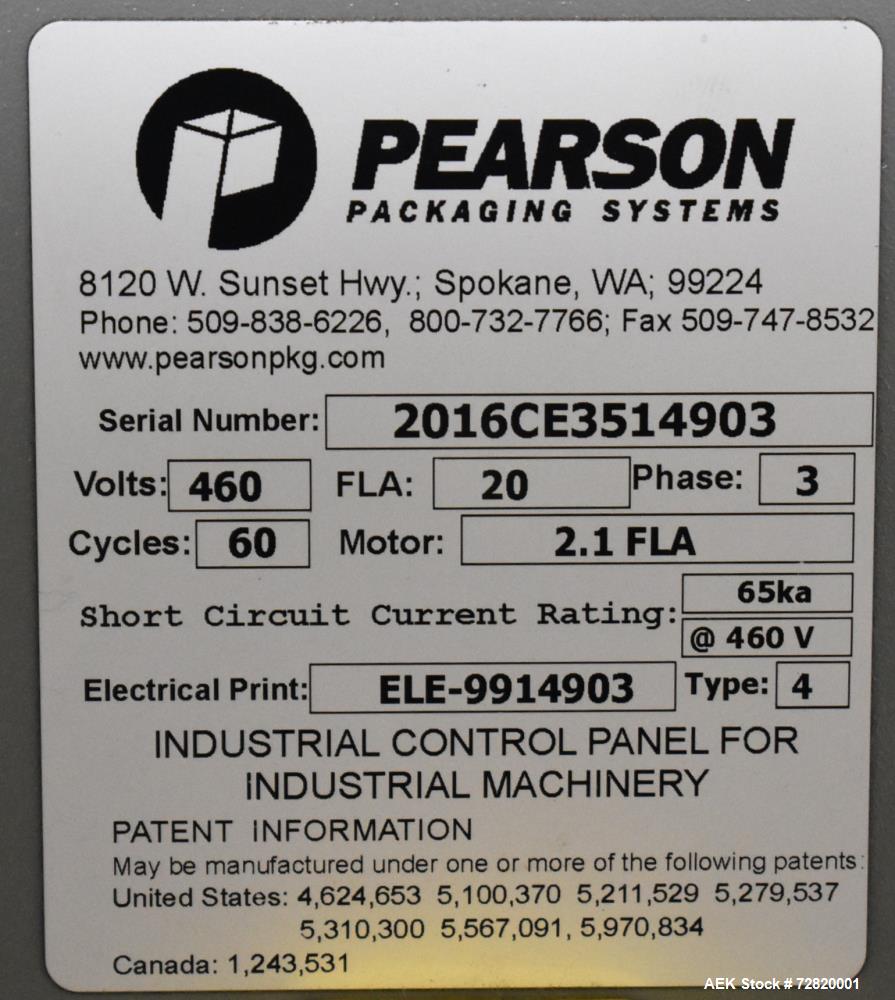 PEARSON
PACKAGING SYSTEMS
8120 W. Sunset Hwy.; Spokane, WA; 99224
Phone: 509-838-6226, 800-732-7766; Fax 509-747-8532
www.pearsonpkg.com
Serial Number: 2016CE3514903
Volts: 460 FLA: 20 Phase: 3
Cycles: 60 Motor: 2.1 FLA
Short Circuit Current Rating: 65ka
@ 460 V
Electrical Print: ELE-9914903 Type: 4
INDUSTRIAL CONTROL PANEL FOR
INDUSTRIAL MACHINERY
PATENT INFORMATION
May be manufactured under one or more of the following patents:
United States: 4,624,653 5,100,370 5,211,529 5,279,537
5,310,300 5,567,091, 5,970,834
Canada: 1,243,531
AEK Stock # 72820001